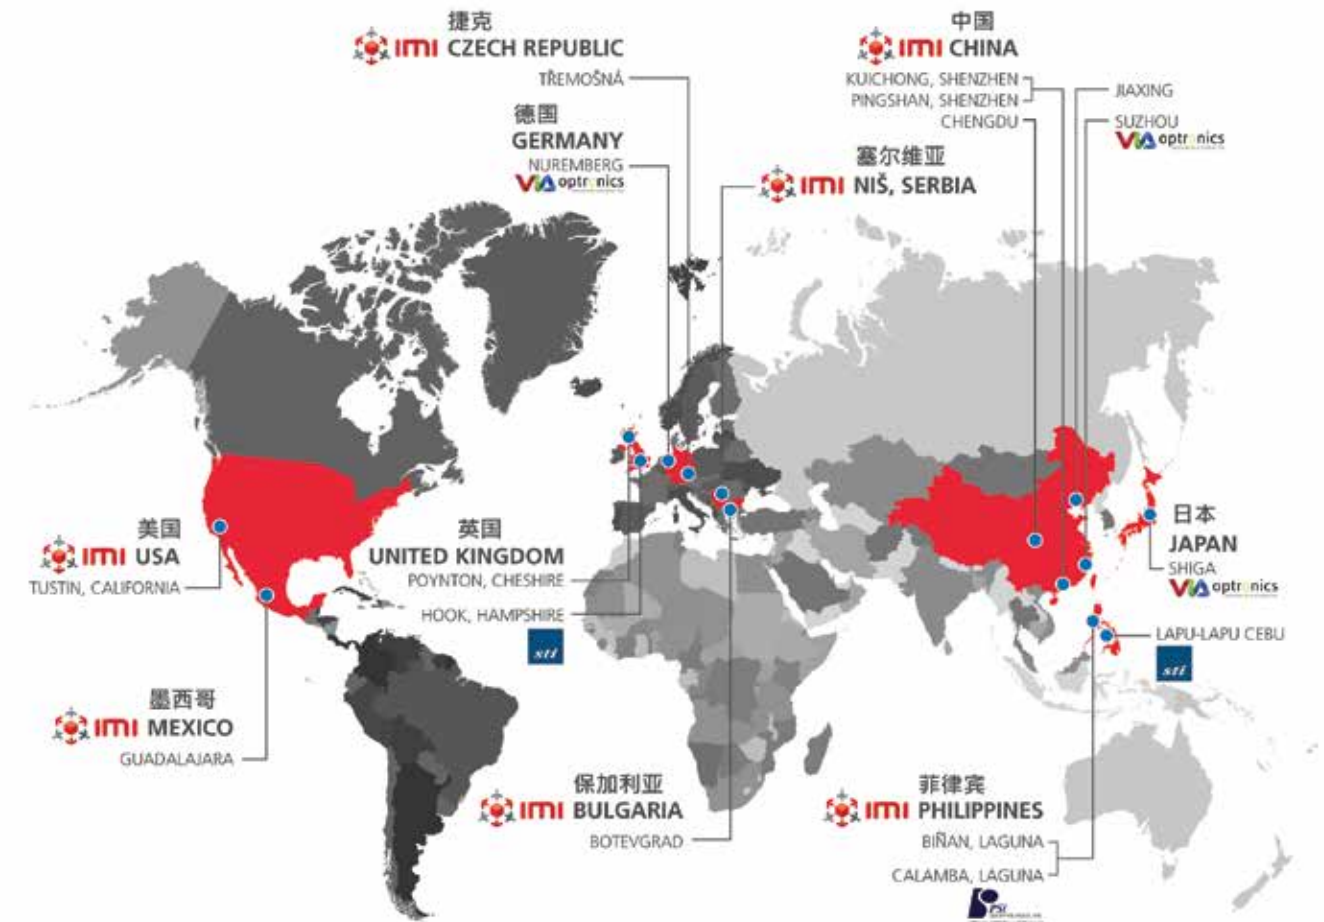 捷克
IMI CZECH REPUBLIC
TŘEMOŠNÁ
德国
GERMANY
NUREMBERG
VIA optronics
中国
IMI CHINA
KUICHONG, SHENZHEN
PINGSHAN, SHENZHEN
CHENGDU
JIAXING
SUZHOU
VIA optronics
塞尔维亚
IMI NIŠ, SERBIA
美国
IMI USA
TUSTIN, CALIFORNIA
英国
UNITED KINGDOM
POYNTON, CHESHIRE
HOOK, HAMPSHIRE
sti
日本
JAPAN
SHIGA
VIA optronics
LAPU-LAPU CEBU
sti
墨西哥
IMI MEXICO
GUADALAJARA
保加利亚
IMI BULGARIA
BOTEVGRAD
菲律宾
IMI PHILIPPINES
BIÑAN, LAGUNA
CALAMBA, LAGUNA
PSI